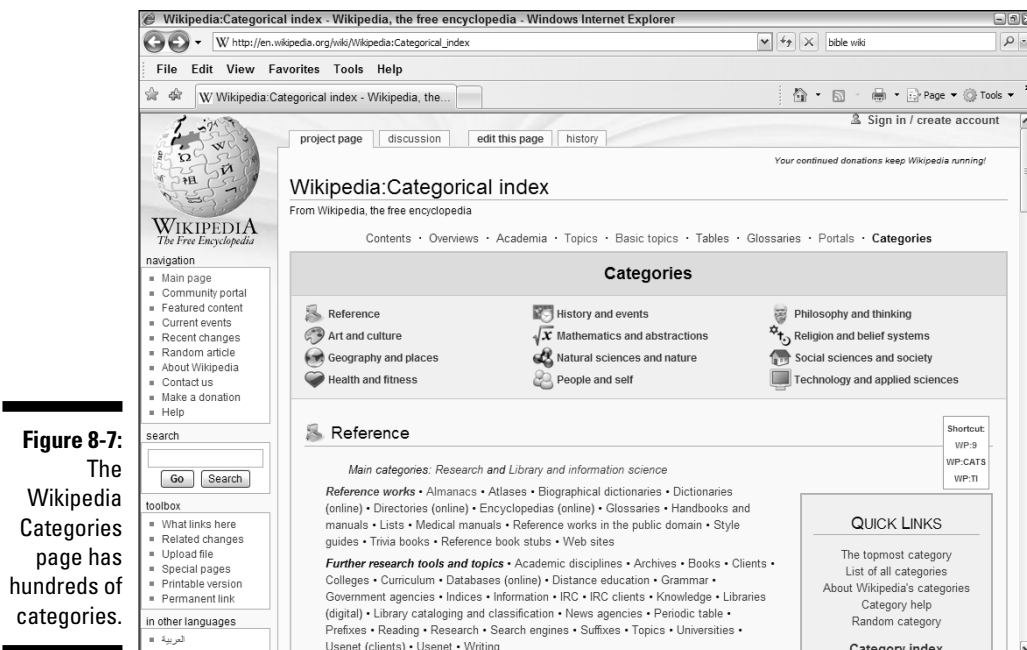 Wikipedia:Categorical index - Wikipedia, the free encyclopedia - Windows Internet Explorer
W http://en.wikipedia.org/wiki/Wikipedia:Categorical_index
bible wiki
File Edit View Favorites Tools Help
W Wikipedia:Categorical index - Wikipedia, the...
Page Tools
Sign in / create account
project page discussion edit this page history
Your continued donations keep Wikipedia running!
Wikipedia:Categorical index
From Wikipedia, the free encyclopedia
Contents · Overviews · Academia · Topics · Basic topics · Tables · Glossaries · Portals · Categories
WIKIPEDIA
The Free Encyclopedia
navigation
Main page
Community portal
Featured content
Current events
Recent changes
Random article
About Wikipedia
Contact us
Make a donation
Help
search
Go Search
toolbox
What links here
Related changes
Upload file
Special pages
Printable version
Permanent link
in other languages
العربية
Categories
Reference
History and events
Philosophy and thinking
Art and culture
Mathematics and abstractions
Religion and belief systems
Geography and places
Natural sciences and nature
Social sciences and society
Health and fitness
People and self
Technology and applied sciences
Reference
Shortcut:
WP:9
WP:CATS
WP:TI
Main categories: Research and Library and information science
Reference works • Almanacs • Atlases • Biographical dictionaries • Dictionaries
(online) • Directories (online) • Encyclopedias (online) • Glossaries • Handbooks and
manuals • Lists • Medical manuals • Reference works in the public domain • Style
guides • Trivia books • Reference book stubs • Web sites
Further research tools and topics • Academic disciplines • Archives • Books • Clients •
Colleges • Curriculum • Databases (online) • Distance education • Grammar •
Government agencies • Indices • Information • IRC • IRC clients • Knowledge • Libraries
(digital) • Library cataloging and classification • News agencies • Periodic table •
Prefixes • Reading • Research • Search engines • Suffixes • Topics • Universities •
Usenet (clients) • Usenet • Writing
QUICK LINKS
The topmost category
List of all categories
About Wikipedia's categories
Category help
Random category
Category index
Figure 8-7:
The
Wikipedia
Categories
page has
hundreds of
categories.